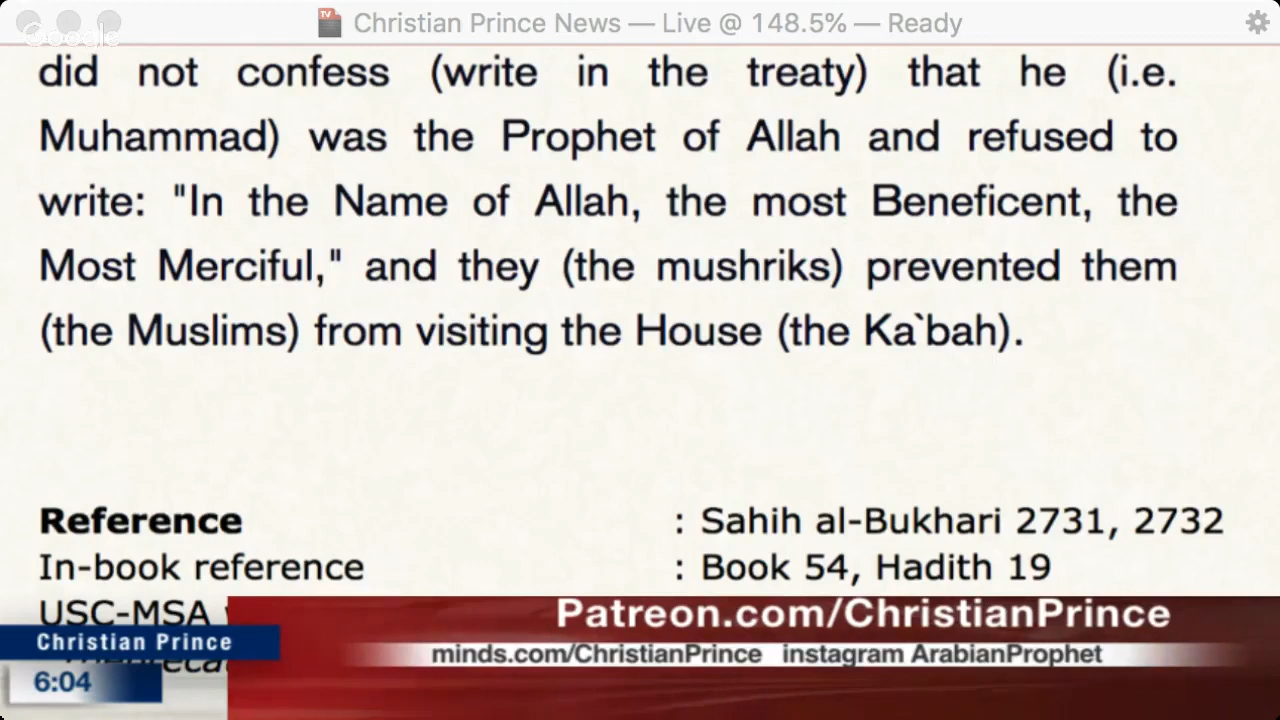 Christian Prince News — Live @ 148.5% — Ready
Google
TV
did not confess (write in the treaty) that he (i.e.
Muhammad) was the Prophet of Allah and refused to
write: "In the Name of Allah, the most Beneficent, the
Most Merciful," and they (the mushriks) prevented them
(the Muslims) from visiting the House (the Ka`bah).
Reference : Sahih al-Bukhari 2731, 2732
In-book reference : Book 54, Hadith 19
USC-MSA
Patreon.com/ChristianPrince
Christian Prince
minds.com/ChristianPrince instagram ArabianProphet
6:04